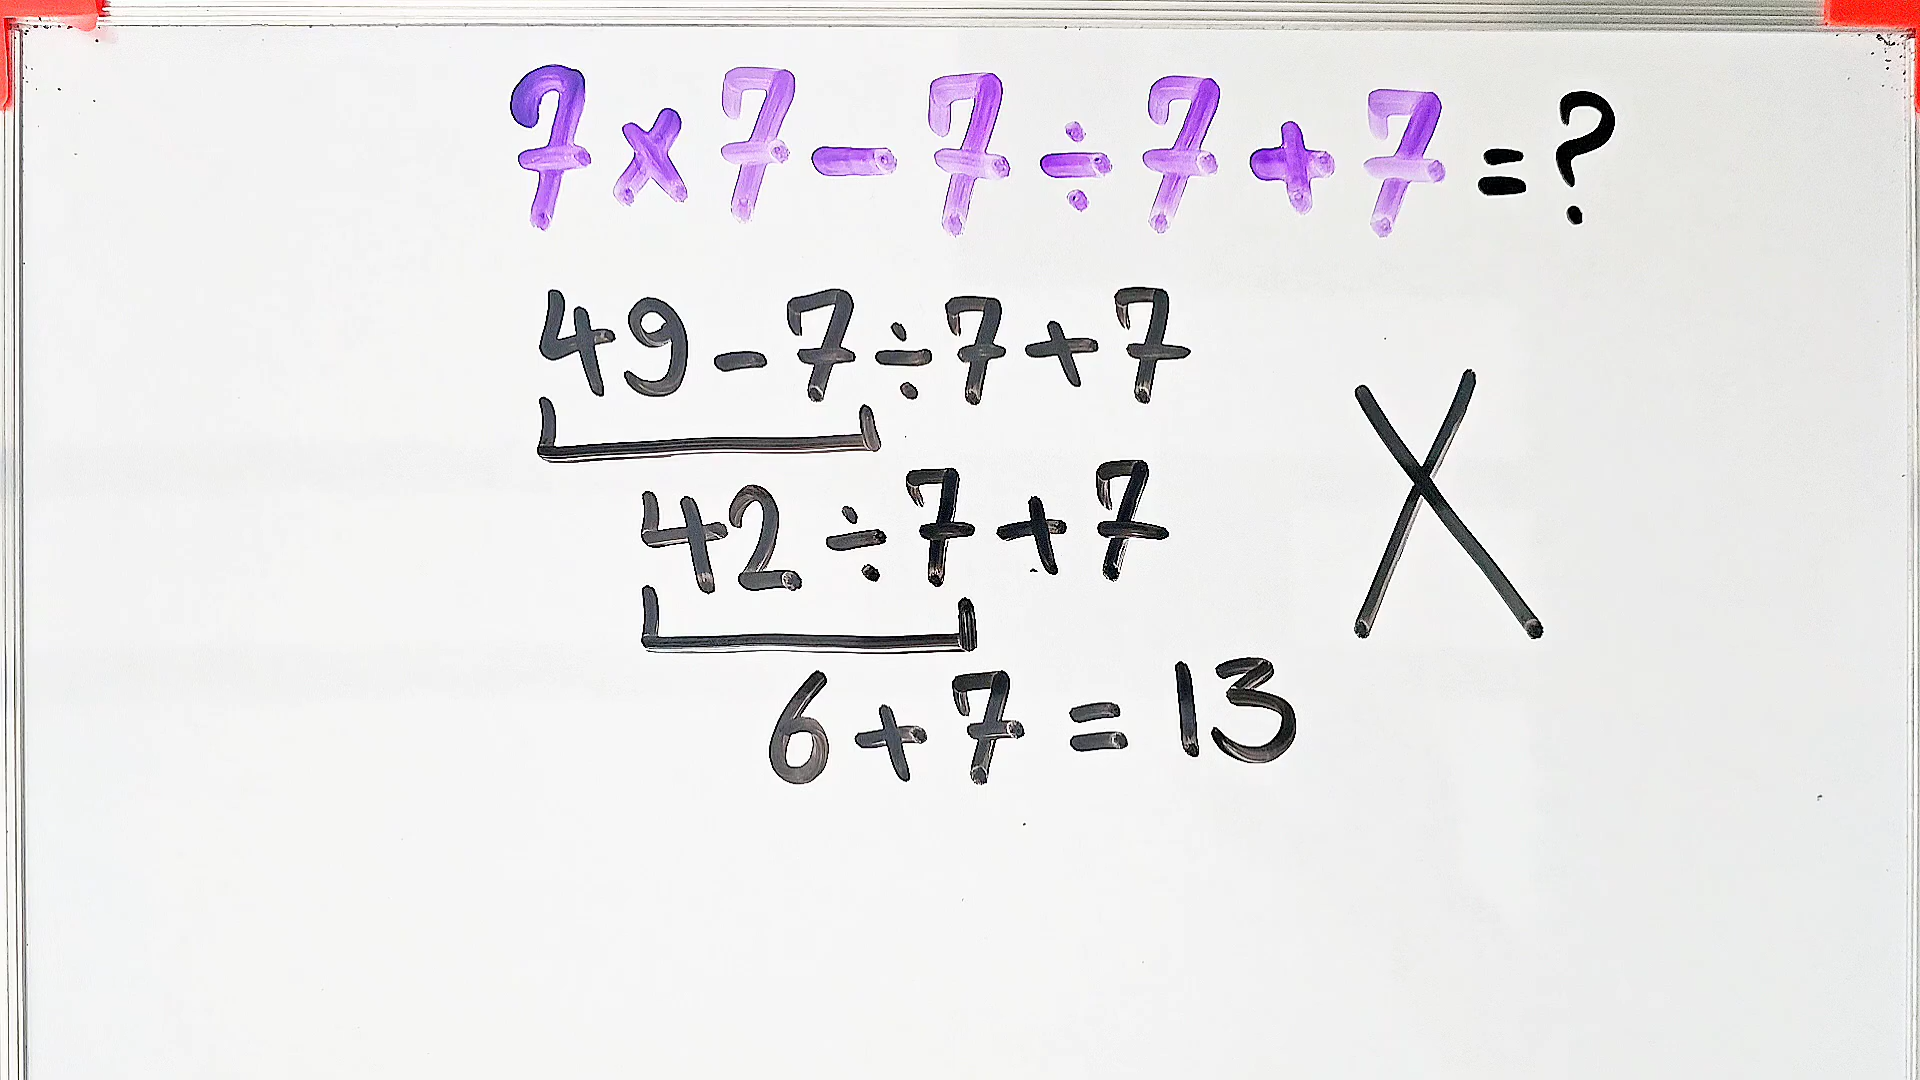 7 × 7 - 7 ÷ 7 + 7 = ?
49 - 7 ÷ 7 + 7
42 ÷ 7 + 7
X
6 + 7 = 13